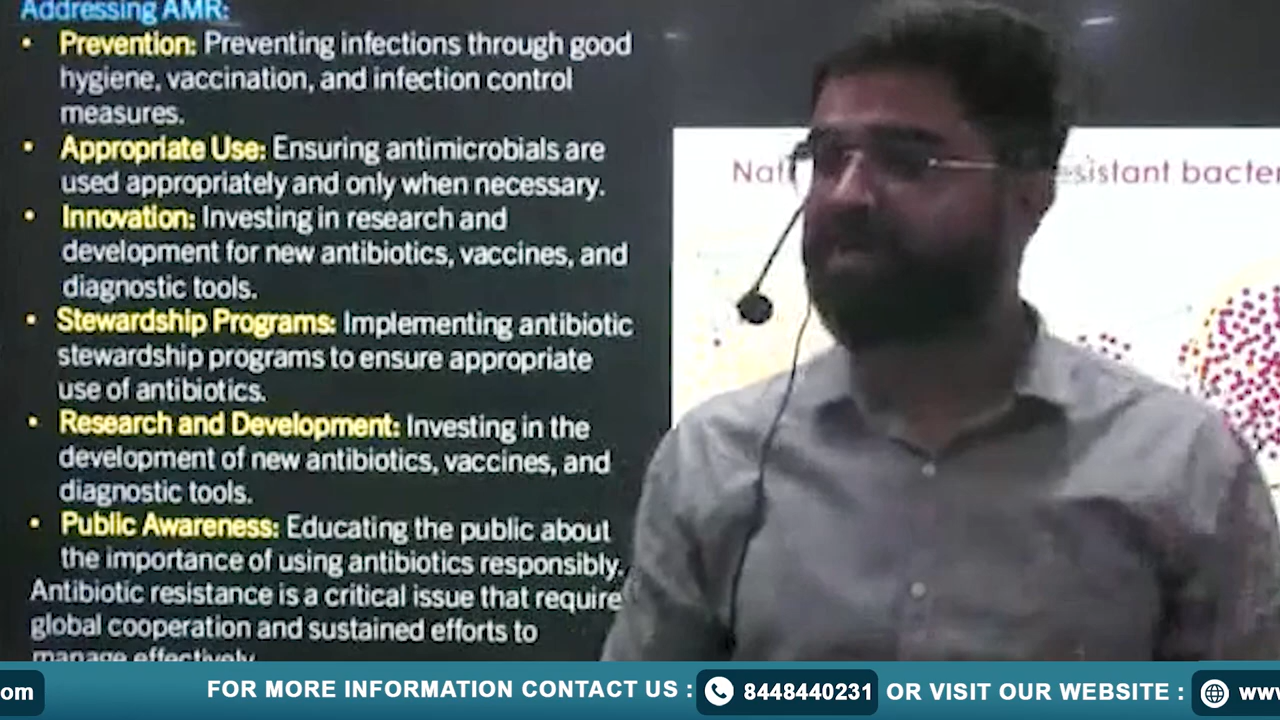 Addressing AMR:
• Prevention: Preventing infections through good
hygiene, vaccination, and infection control
measures.
• Appropriate Use: Ensuring antimicrobials are
used appropriately and only when necessary.
• Innovation: Investing in research and
development for new antibiotics, vaccines, and
diagnostic tools.
• Stewardship Programs: Implementing antibiotic
stewardship programs to ensure appropriate
use of antibiotics.
• Research and Development: Investing in the
development of new antibiotics, vaccines, and
diagnostic tools.
• Public Awareness: Educating the public about
the importance of using antibiotics responsibly.
Antibiotic resistance is a critical issue that require
global cooperation and sustained efforts to
manage effectively.
Nat esistant bacter
om FOR MORE INFORMATION CONTACT US : 8448440231 OR VISIT OUR WEBSITE : ww